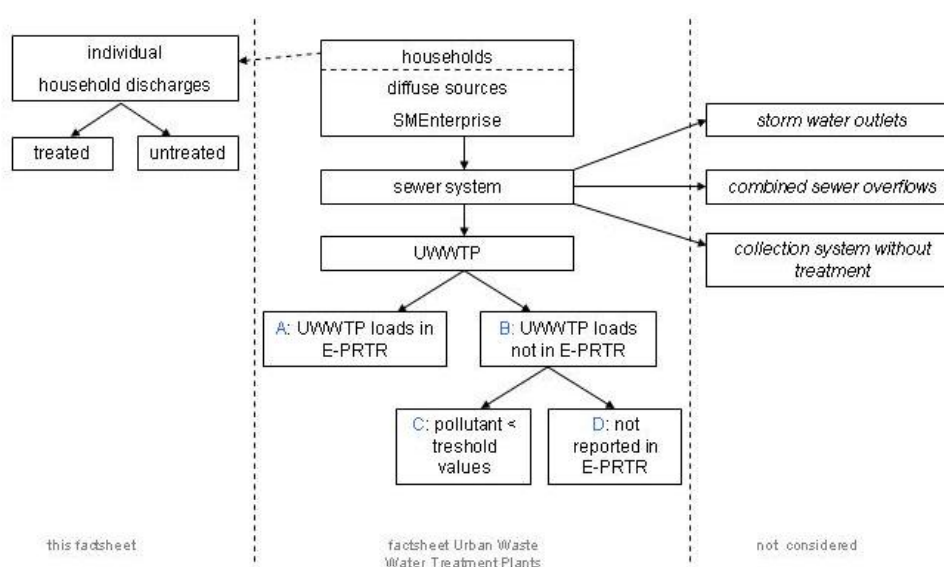 individual
household discharges
treated
untreated
households
diffuse sources
SMEnterprise
sewer system
UWWTP
A: UWWTP loads in
E-PRTR
B: UWWTP loads
not in E-PRTR
C: pollutant <
treshold
values
D: not
reported in
E-PRTR
storm water outlets
combined sewer overflows
collection system without
treatment
this factsheet
factsheet Urban Waste
Water Treatment Plants
not considered